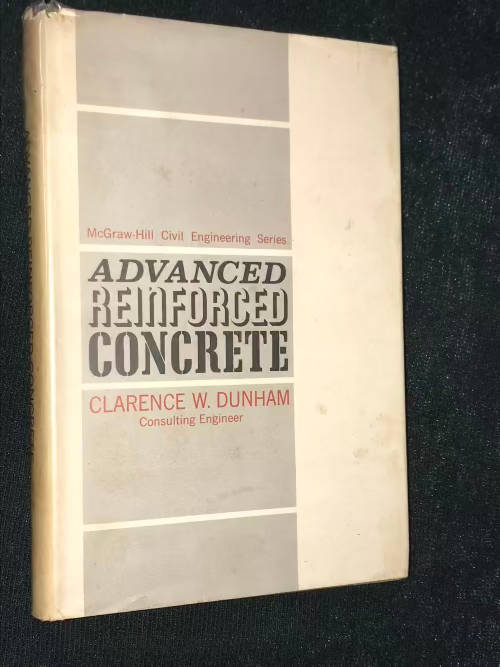 McGraw-Hill Civil Engineering Series
ADVANCED
REINFORCED
CONCRETE
CLARENCE W. DUNHAM
Consulting Engineer